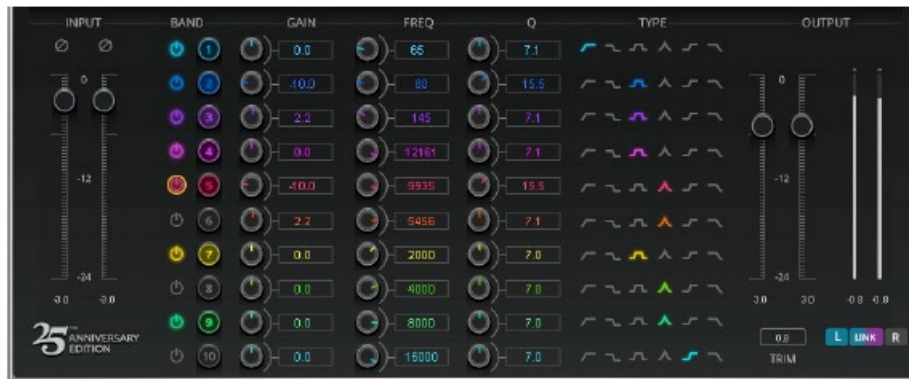 INPUT BAND GAIN FREQ Q TYPE OUTPUT
1 0.0 65 7.1
0 2 -10.0 80 15.5 0
3 2.2 145 7.1
4 0.0 12161 7.1
-12 5 -10.0 9935 15.5 -12
6 2.2 5456 7.1
7 0.0 2000 7.0
-24 8 0.0 4000 7.0 -24
-3.0 -3.0 3.0 3.0 -0.8 -0.8
9 0.0 8000 7.0
25TH ANNIVERSARY EDITION
0.8 L LINK R
10 0.0 16000 7.0
TRIM